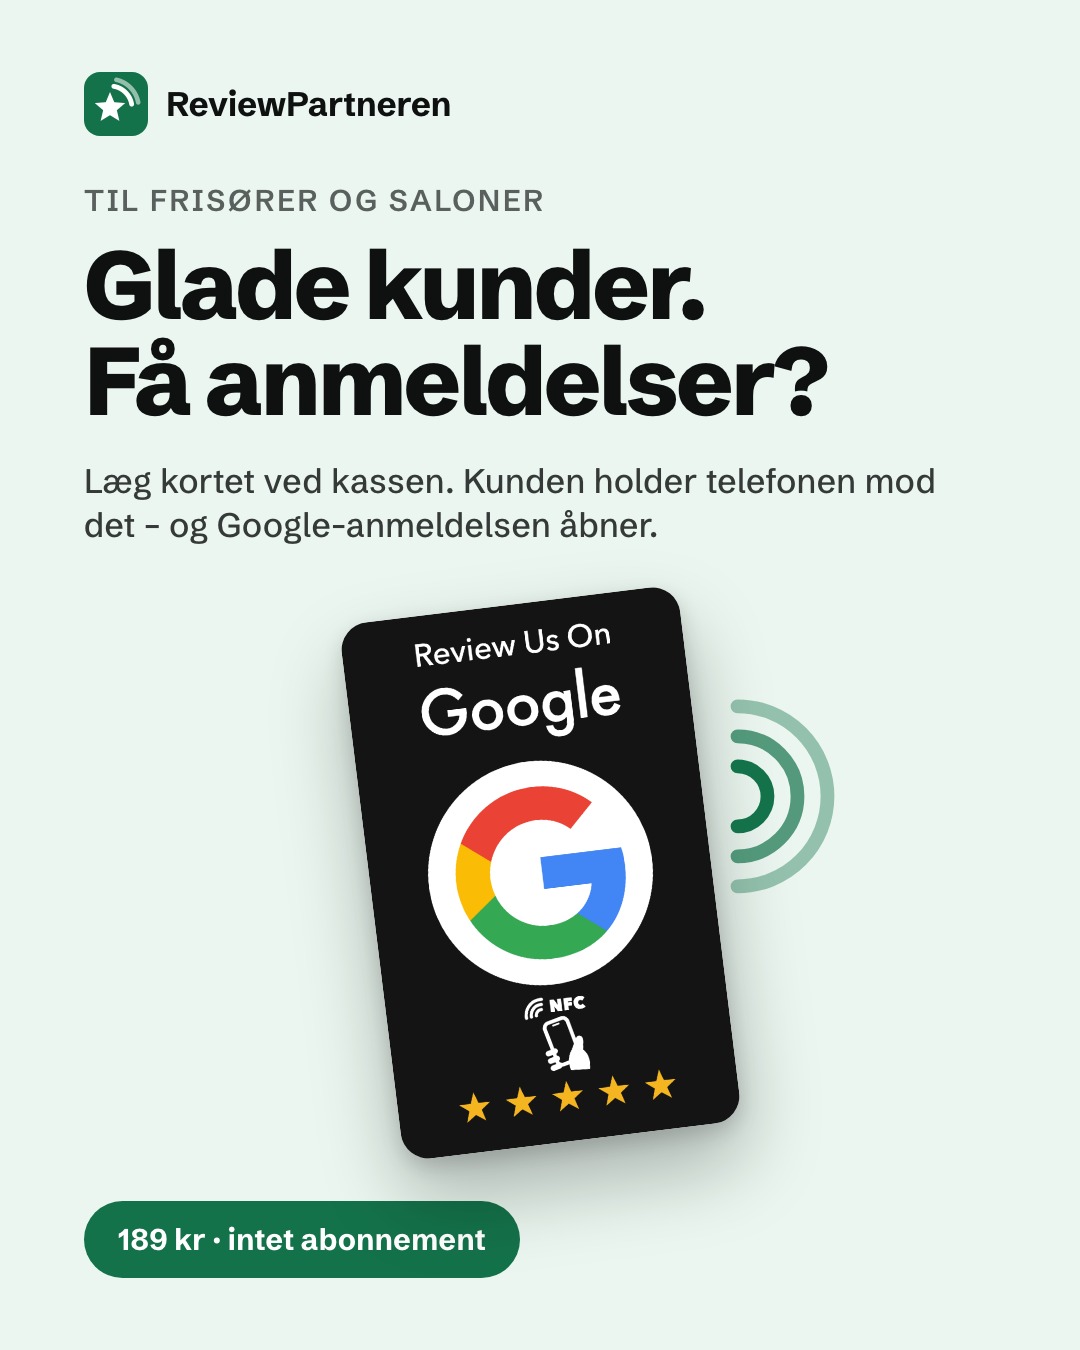 ReviewPartneren
TIL FRISØRER OG SALONER
Glade kunder.
Få anmeldelser?
Læg kortet ved kassen. Kunden holder telefonen mod
det – og Google-anmeldelsen åbner.
Review Us On
Google
NFC
189 kr · intet abonnement